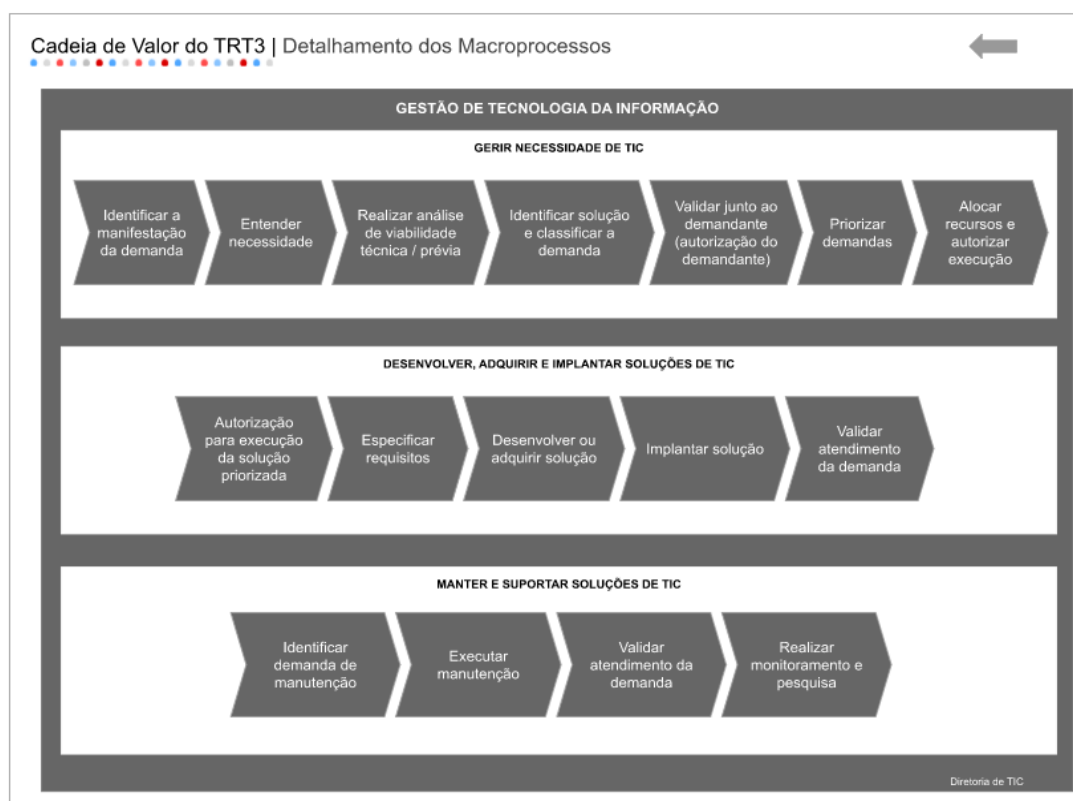 Cadeia de Valor do TRT3 | Detalhamento dos Macroprocessos
GESTÃO DE TECNOLOGIA DA INFORMAÇÃO
GERIR NECESSIDADE DE TIC
Identificar a
manifestação
da demanda
Entender
necessidade
Realizar análise
de viabilidade
técnica / prévia
Identificar solução
e classificar a
demanda
Validar junto ao
demandante
(autorização do
demandante)
Priorizar
demandas
Alocar
recursos e
autorizar
execução
DESENVOLVER, ADQUIRIR E IMPLANTAR SOLUÇÕES DE TIC
Autorização
para execução
da solução
priorizada
Especificar
requisitos
Desenvolver ou
adquirir solução
Implantar solução
Validar
atendimento
da demanda
MANTER E SUPORTAR SOLUÇÕES DE TIC
Identificar
demanda de
manutenção
Executar
manutenção
Validar
atendimento da
demanda
Realizar
monitoramento e
pesquisa
Diretoria de TIC